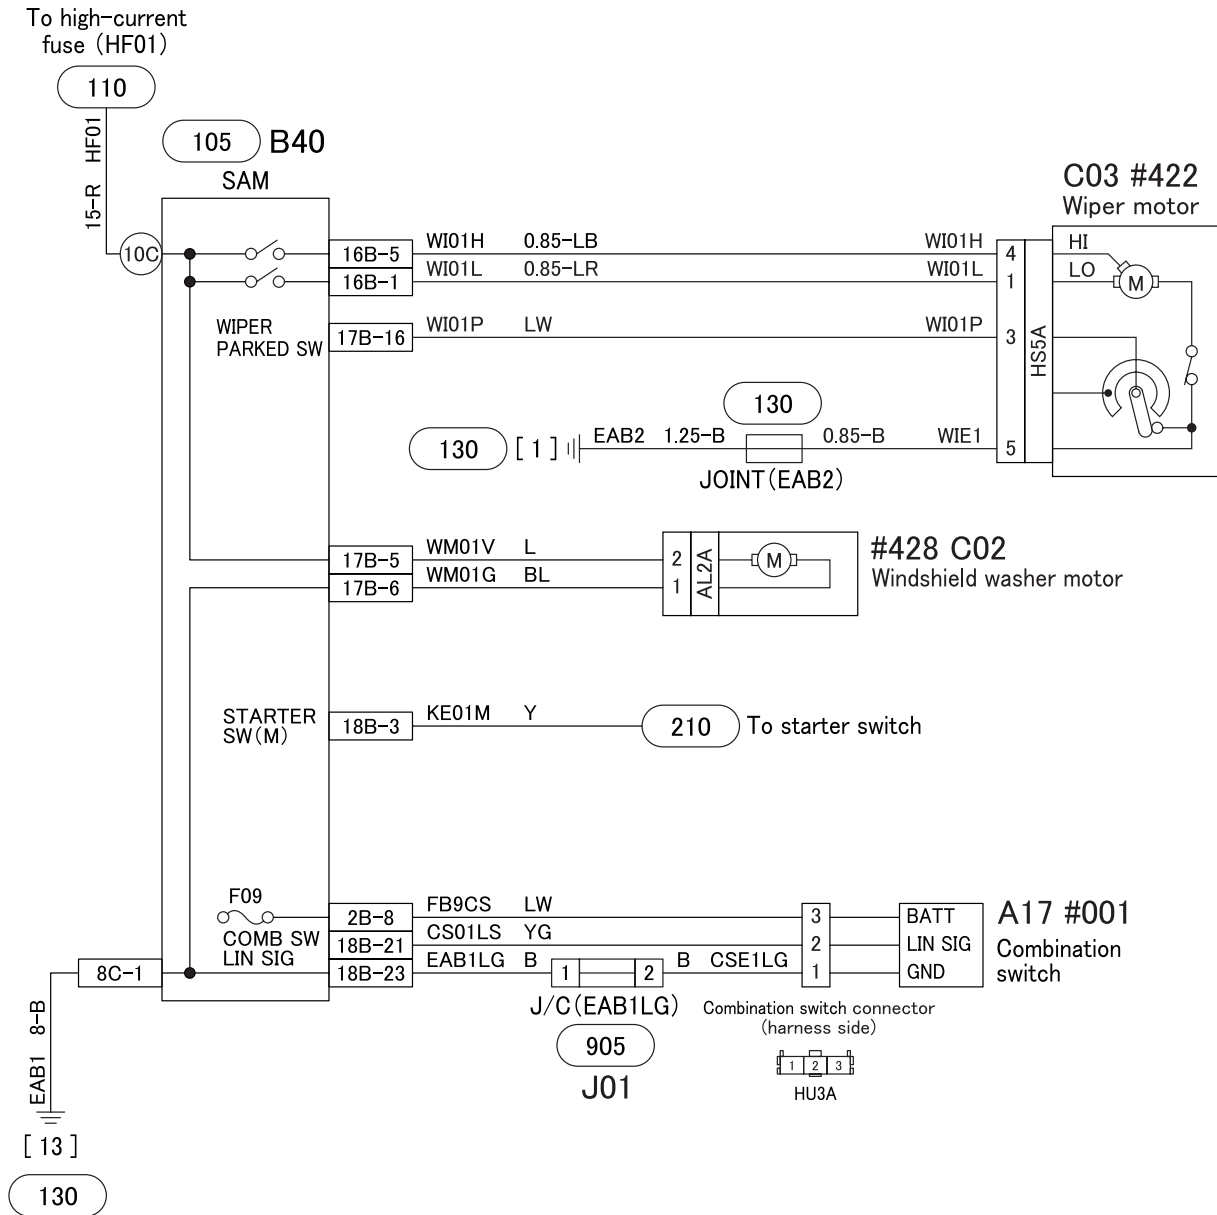 To high-current
fuse (HF01)
110
15-R HF01
105 B40
SAM
10C
16B-5 WI01H 0.85-LB WI01H 4 HI
16B-1 WI01L 0.85-LR WI01L 1 LO
C03 #422
Wiper motor
M
WIPER
PARKED SW
17B-16 WI01P LW WI01P 3
HS5A
130
130 [ 1 ] EAB2 1.25-B 0.85-B WIE1 5
JOINT(EAB2)
17B-5 WM01V L 2
17B-6 WM01G BL 1
AL2A
M
#428 C02
Windshield washer motor
STARTER
SW(M)
18B-3 KE01M Y 210 To starter switch
F09
2B-8 FB9CS LW 3 BATT
COMB SW
LIN SIG
18B-21 CS01LS YG 2 LIN SIG
8C-1 18B-23 EAB1LG B 1 2 B CSE1LG 1 GND
A17 #001
Combination
switch
J/C(EAB1LG)
905
J01
Combination switch connector
(harness side)
1 2 3
HU3A
EAB1 8-B
[ 13 ]
130